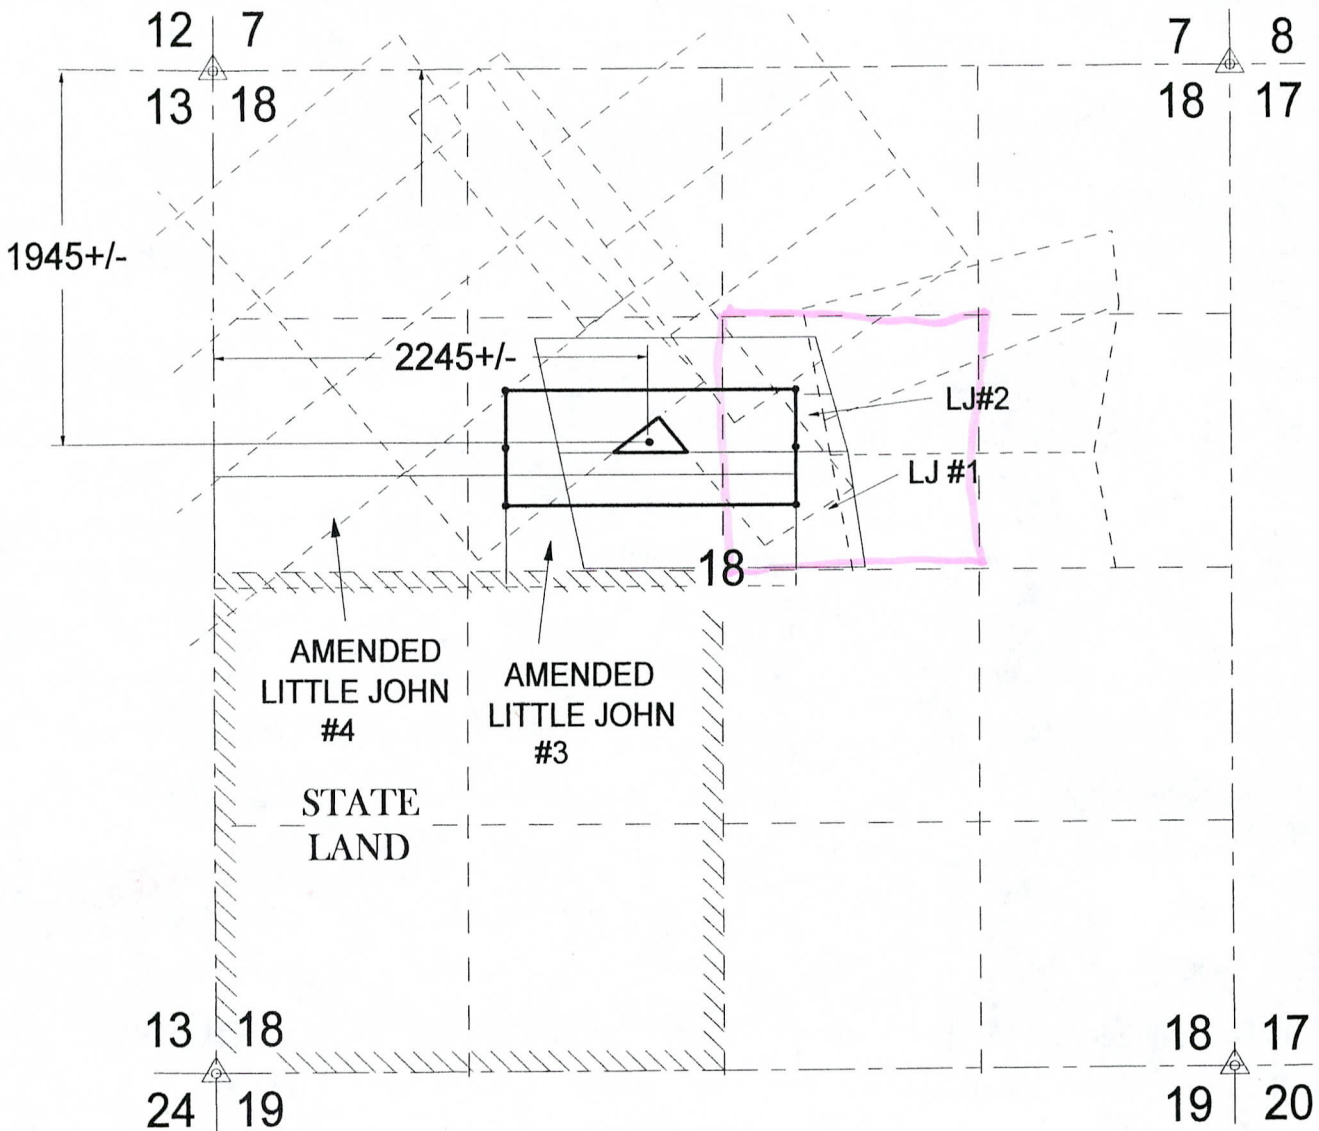 12 7
7 8
13 18
18 17
1945+/-
2245+/-
LJ#2
LJ #1
18
AMENDED
LITTLE JOHN
#4
AMENDED
LITTLE JOHN
#3
STATE
LAND
13 18
18 17
24 19
19 20